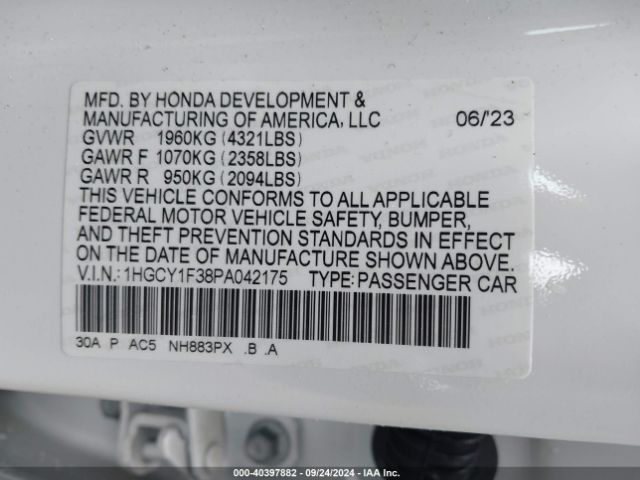 MFD. BY HONDA DEVELOPMENT &
MANUFACTURING OF AMERICA, LLC 06/'23
GVWR 1960KG (4321LBS)
GAWR F 1070KG (2358LBS)
GAWR R 950KG (2094LBS)
THIS VEHICLE CONFORMS TO ALL APPLICABLE
FEDERAL MOTOR VEHICLE SAFETY, BUMPER,
AND THEFT PREVENTION STANDARDS IN EFFECT
ON THE DATE OF MANUFACTURE SHOWN ABOVE.
V.I.N.:1HGCY1F38PA042175 TYPE:PASSENGER CAR
30A P AC5 NH883PX .B .A
000-40397882 - 09/24/2024 - IAA Inc.